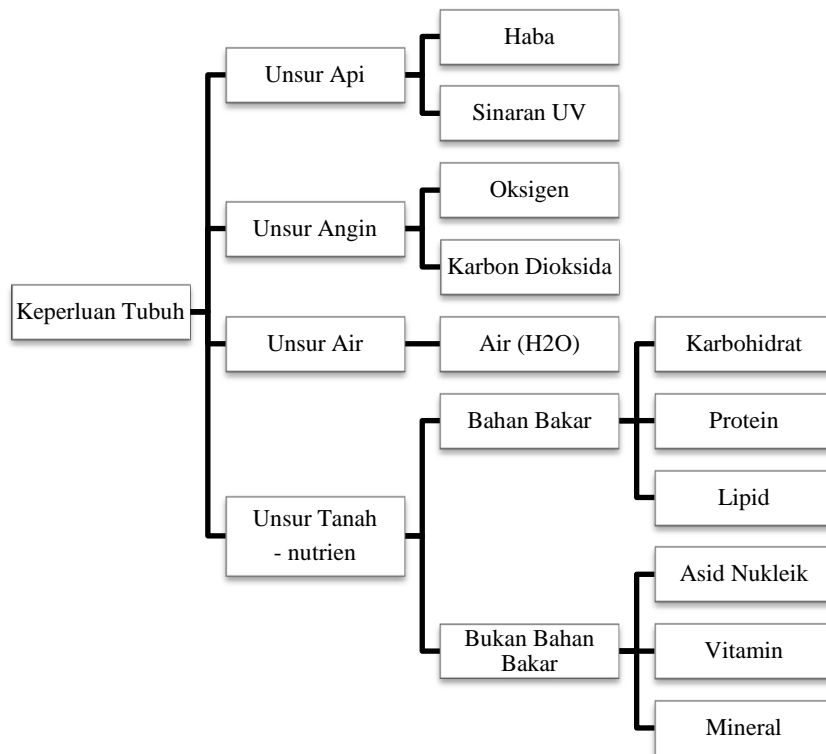 Keperluan Tubuh
Unsur Api
Haba
Sinaran UV
Unsur Angin
Oksigen
Karbon Dioksida
Unsur Air
Air (H2O)
Unsur Tanah
- nutrien
Bahan Bakar
Karbohidrat
Protein
Lipid
Bukan Bahan
Bakar
Asid Nukleik
Vitamin
Mineral